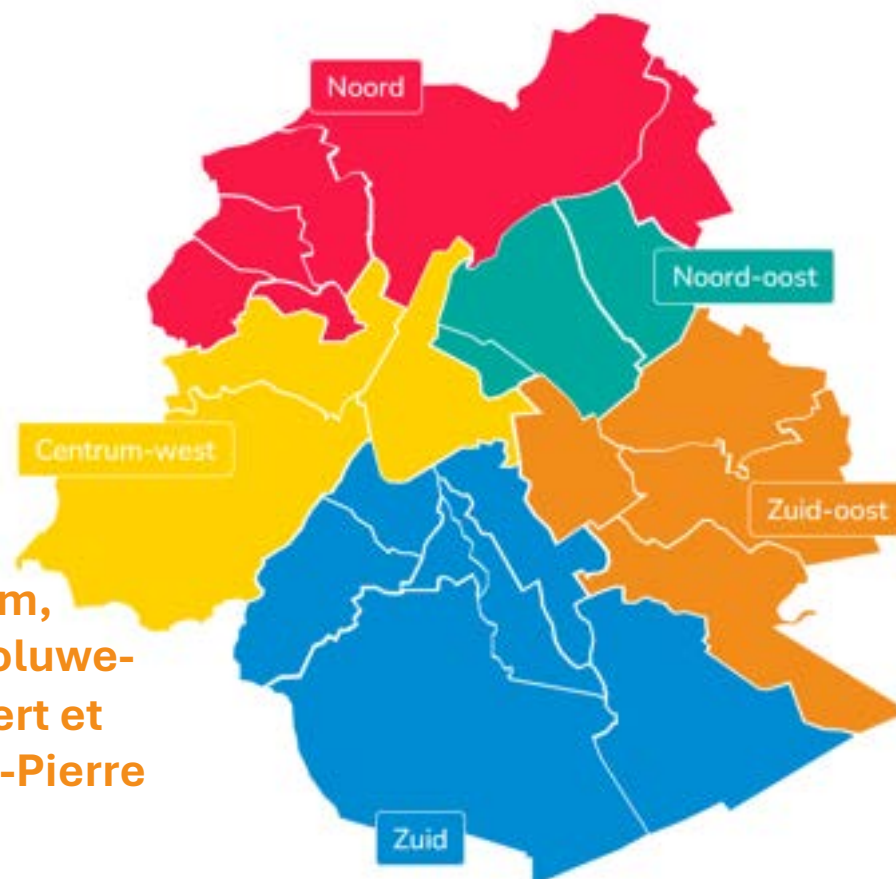 Noord
Noord-oost
Centrum-west
Zuid-oost
m,
oluwe-
ert et
-Pierre
Zuid